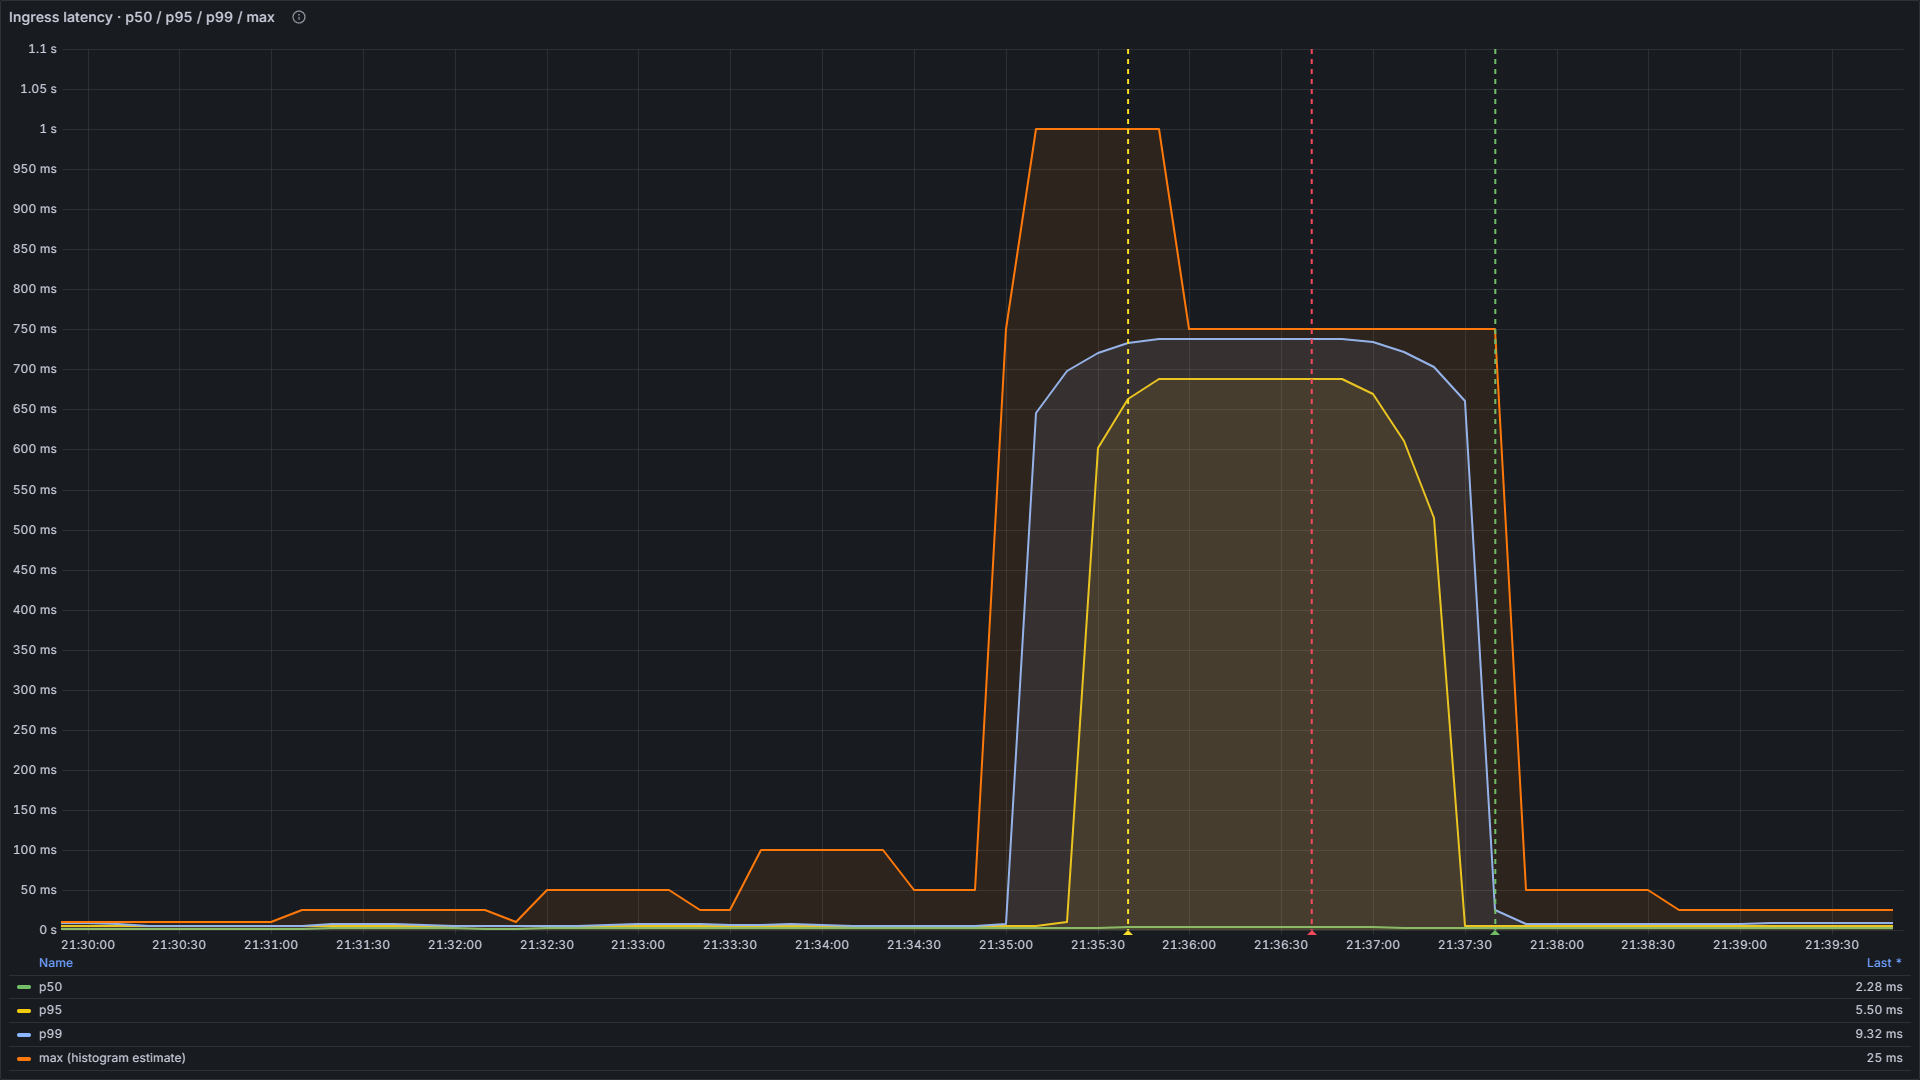 Ingress latency · p50 / p95 / p99 / max
1.1 s
1.05 s
1 s
950 ms
900 ms
850 ms
800 ms
750 ms
700 ms
650 ms
600 ms
550 ms
500 ms
450 ms
400 ms
350 ms
300 ms
250 ms
200 ms
150 ms
100 ms
50 ms
0 s
21:30:00 21:30:30 21:31:00 21:31:30 21:32:00 21:32:30 21:33:00 21:33:30 21:34:00 21:34:30 21:35:00 21:35:30 21:36:00 21:36:30 21:37:00 21:37:30 21:38:00 21:38:30 21:39:00 21:39:30
Name Last *
p50 2.28 ms
p95 5.50 ms
p99 9.32 ms
max (histogram estimate) 25 ms